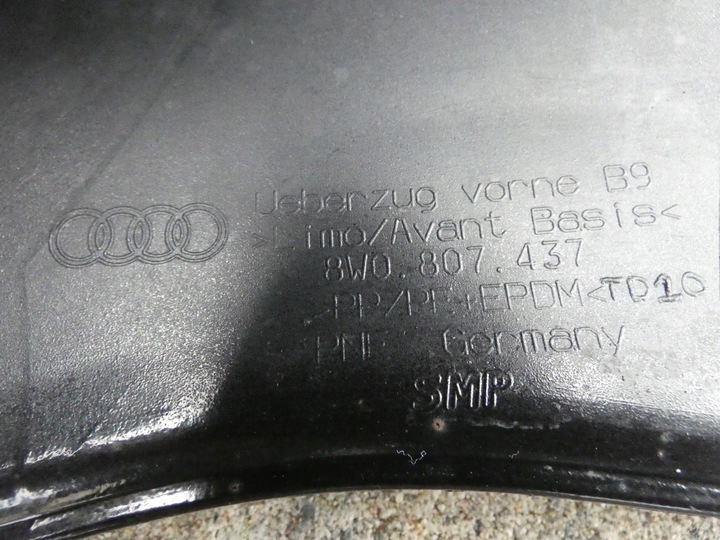 Ueberzug vorne B9
>Limo/Avant Basis<
8W0.807.437
>PP/PE+EPDM<TD10
Germany
SMP